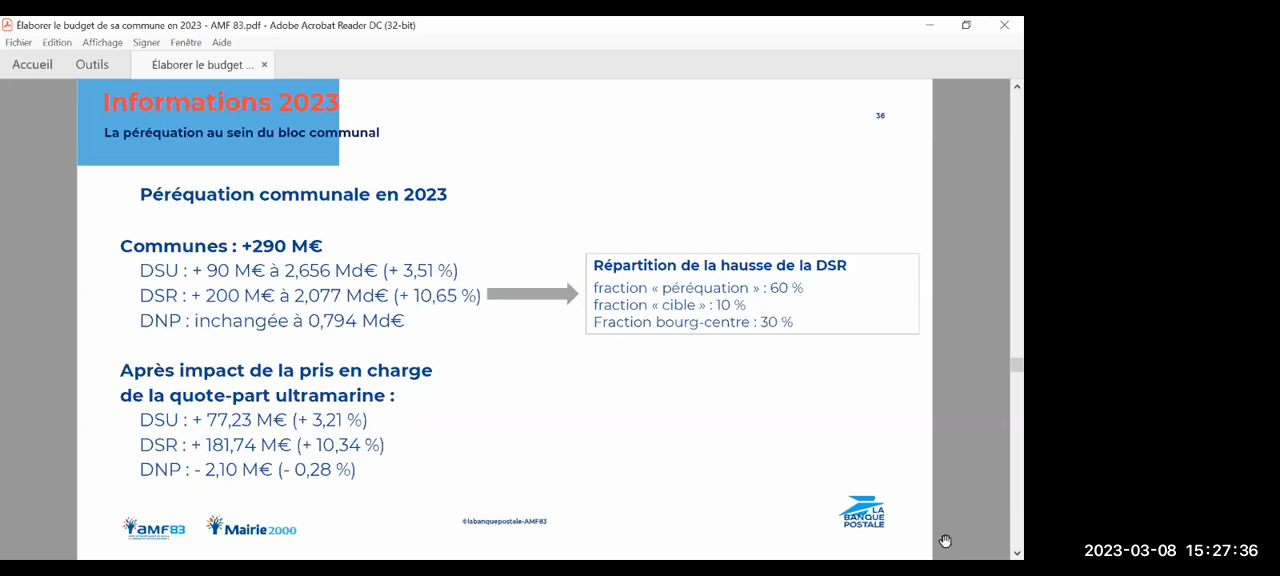 Élaborer le budget de sa commune en 2023 - AMF 83.pdf - Adobe Acrobat Reader DC (32-bit)
Fichier Edition Affichage Signer Fenêtre Aide
Accueil Outils Élaborer le budget ... ×
Informations 2023
36
La péréquation au sein du bloc communal
Péréquation communale en 2023
Communes : +290 M€
DSU : + 90 M€ à 2,656 Md€ (+ 3,51 %)
DSR : + 200 M€ à 2,077 Md€ (+ 10,65 %)
DNP : inchangée à 0,794 Md€
Répartition de la hausse de la DSR
fraction « péréquation » : 60 %
fraction « cible » : 10 %
Fraction bourg-centre : 30 %
Après impact de la pris en charge
de la quote-part ultramarine :
DSU : + 77,23 M€ (+ 3,21 %)
DSR : + 181,74 M€ (+ 10,34 %)
DNP : - 2,10 M€ (- 0,28 %)
AMF83 Mairie2000
©labanquepostale-AMF83
LA
BANQUE
POSTALE
2023-03-08 15:27:36